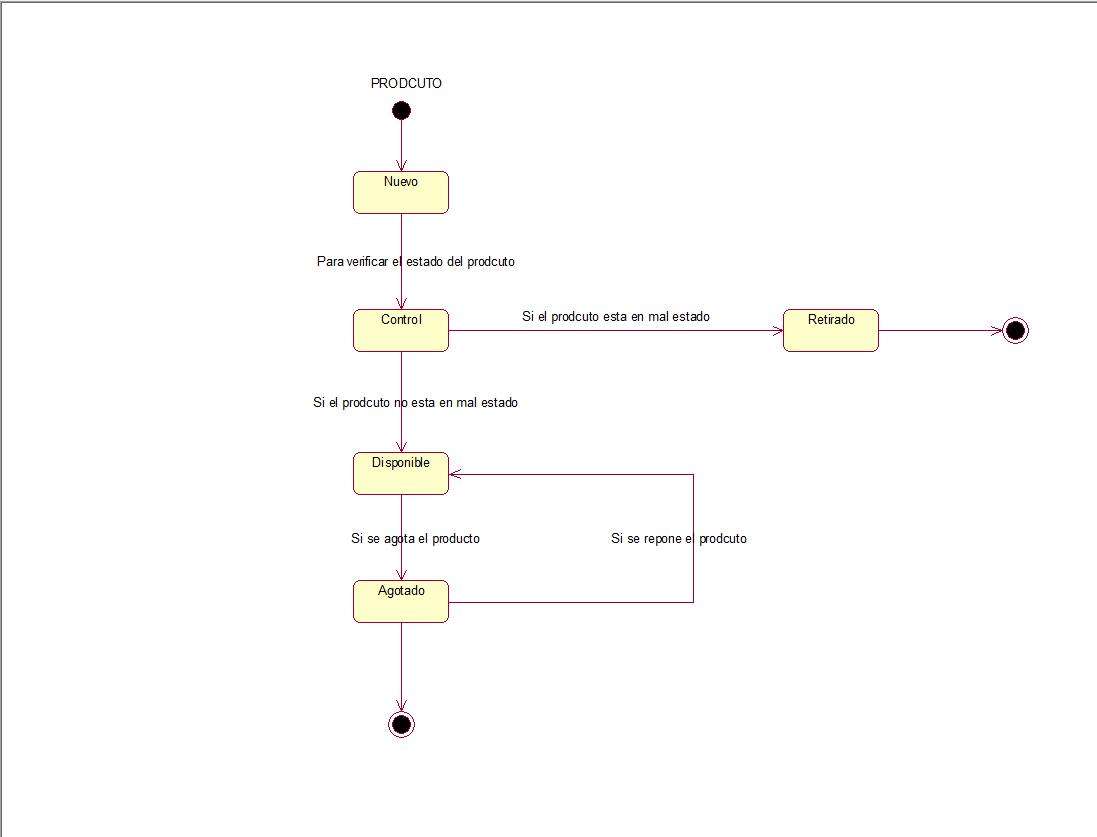 PRODCUTO
Nuevo
Para verificar el estado del prodcuto
Control
Si el prodcuto esta en mal estado
Retirado
Si el prodcuto no esta en mal estado
Disponible
Si se agota el producto
Si se repone el prodcuto
Agotado